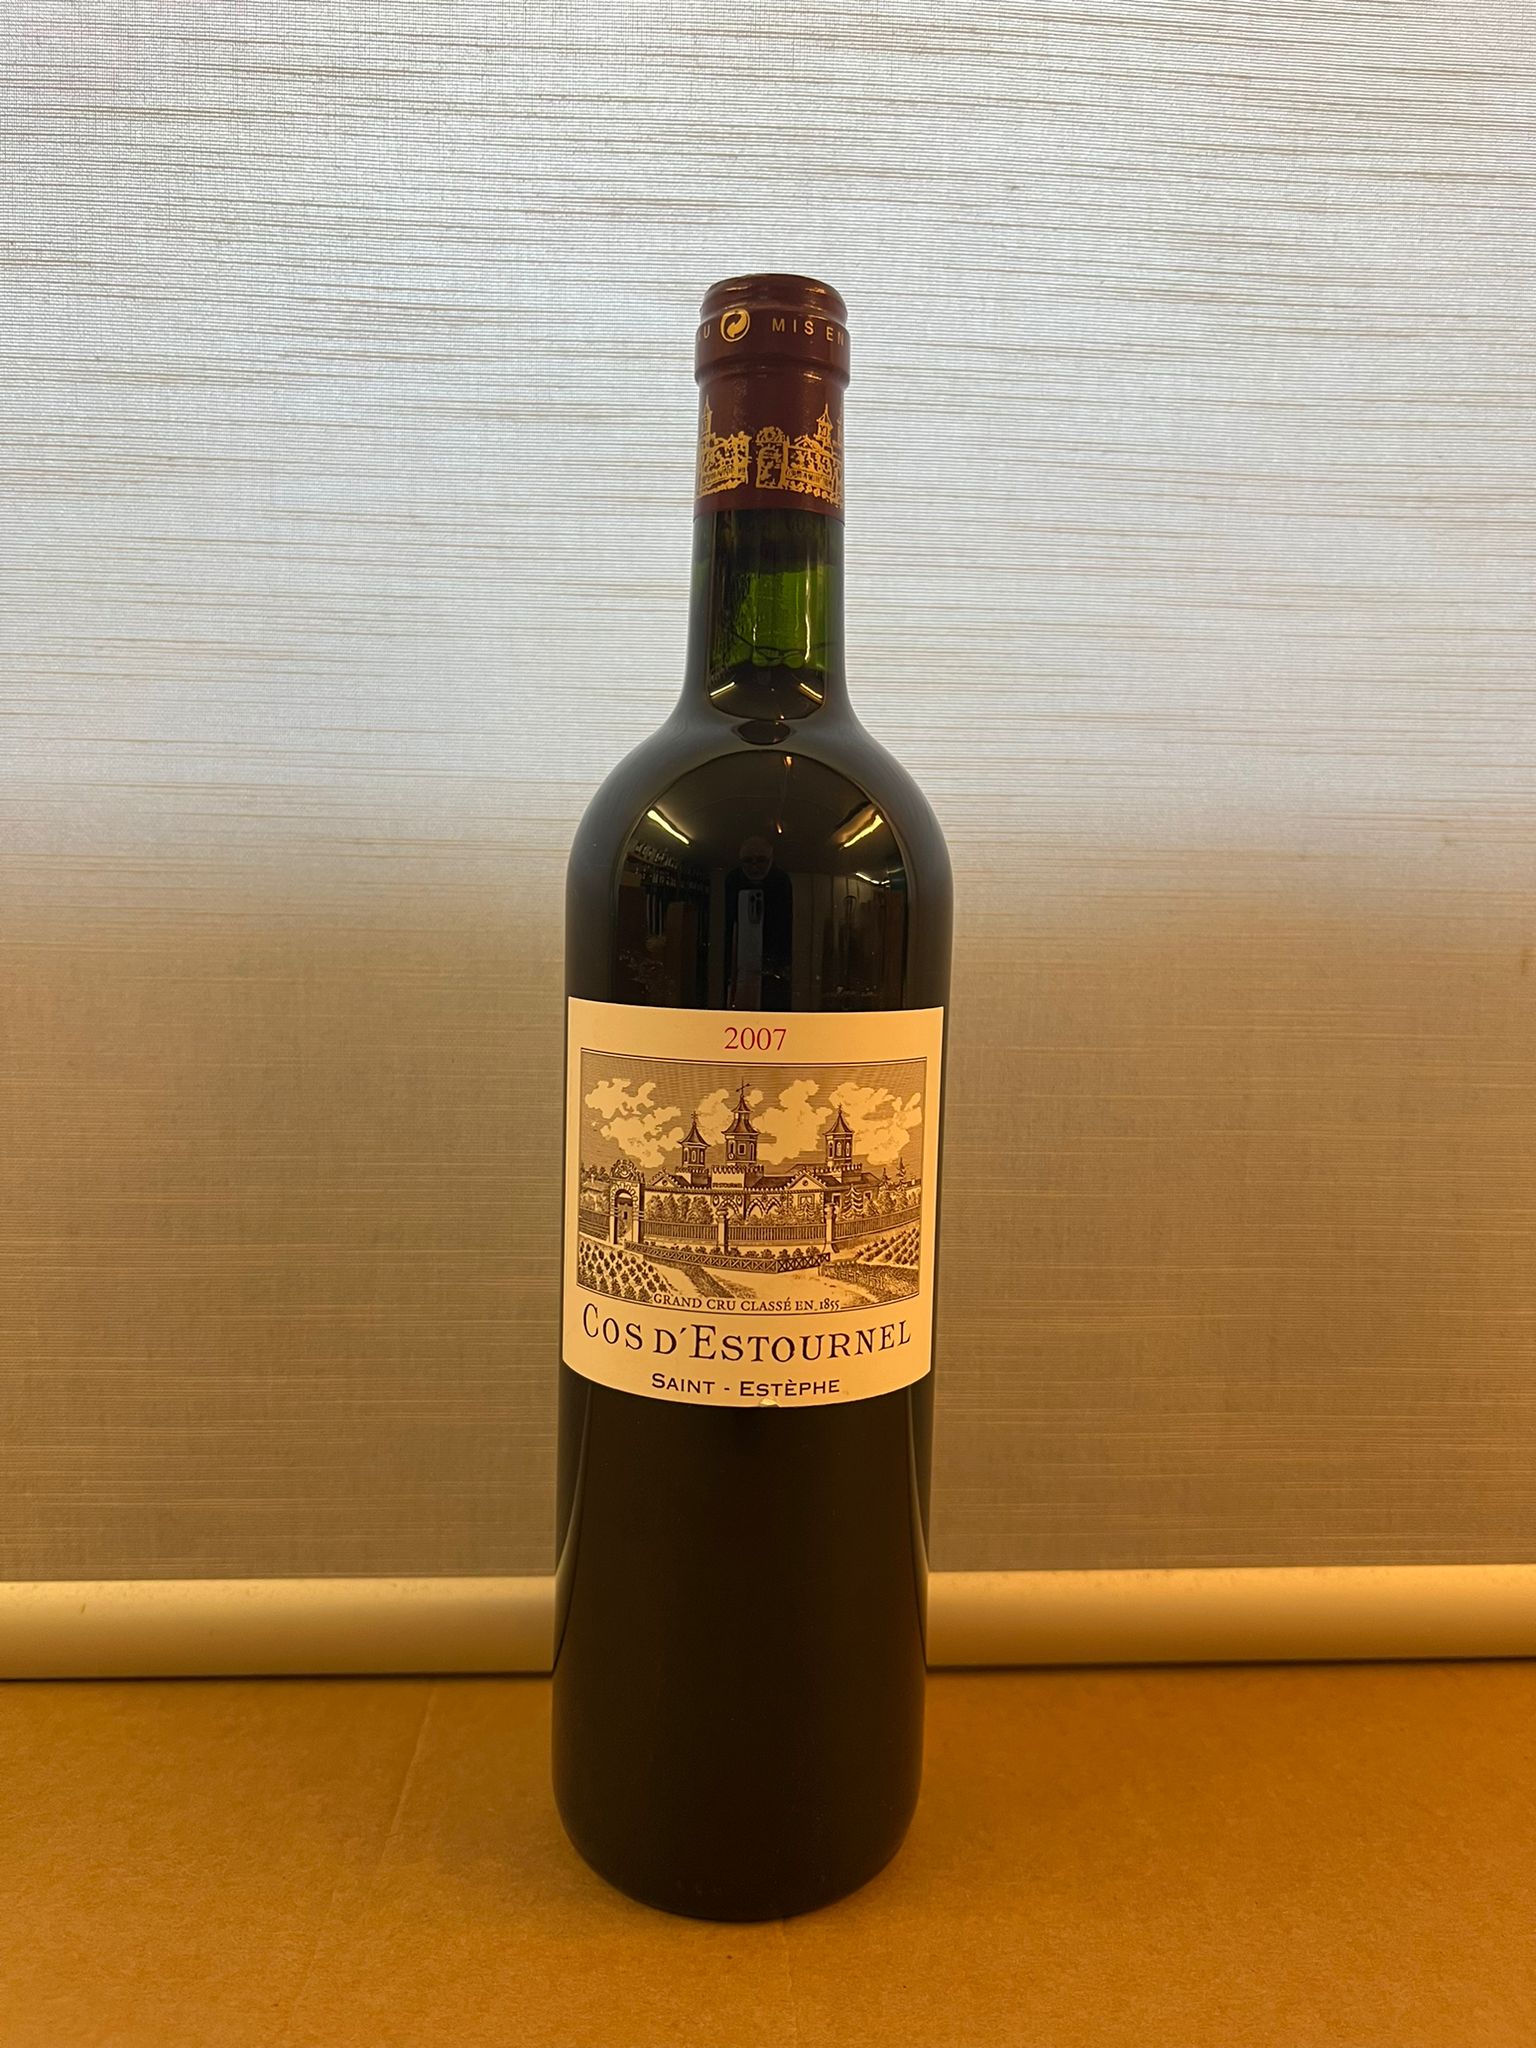 MIS EN
2007
GRAND CRU CLASSÉ EN 1855
COS D'ESTOURNEL
SAINT - ESTÈPHE